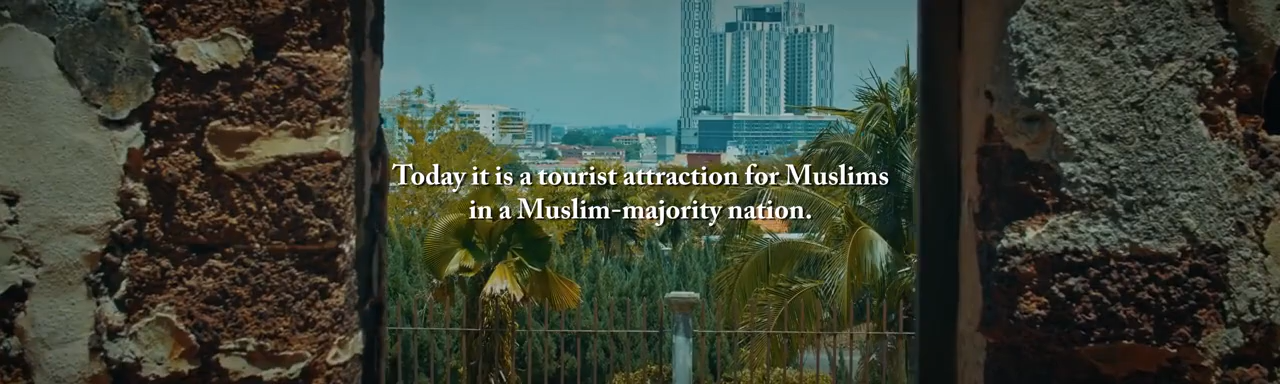 Today it is a tourist attraction for Muslims
in a Muslim-majority nation.